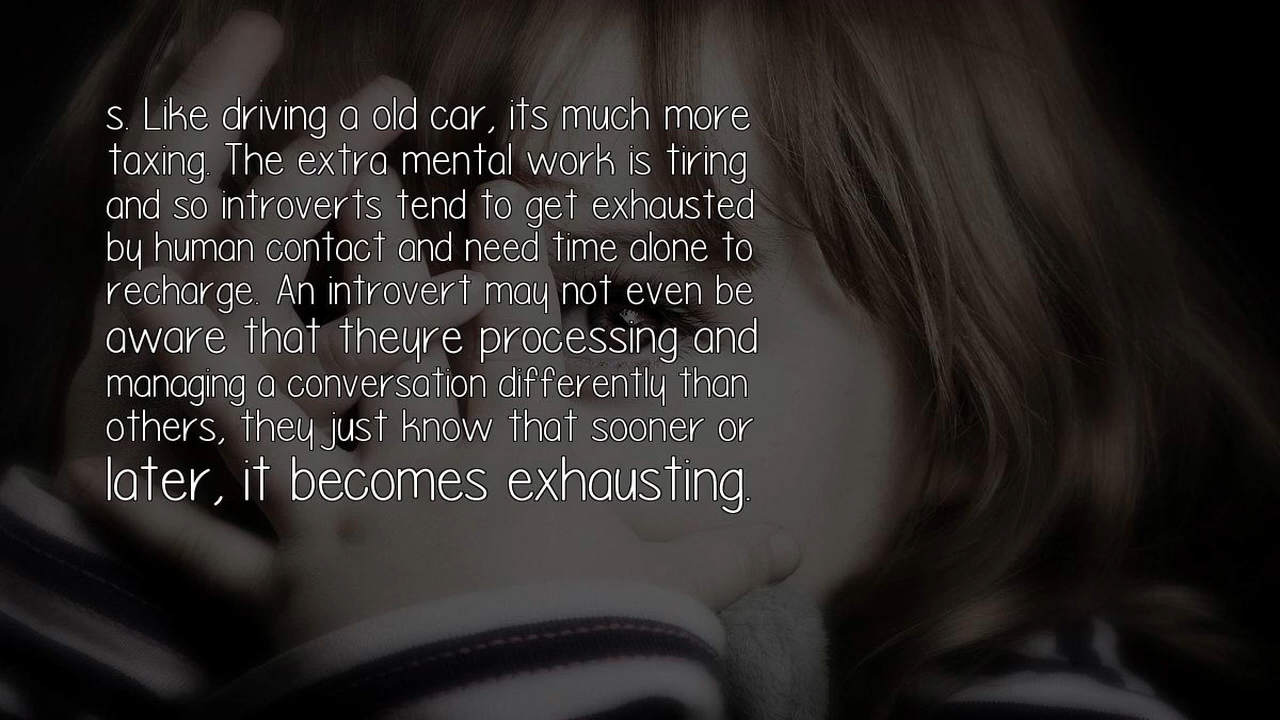 s. Like driving a old car, its much more
taxing. The extra mental work is tiring
and so introverts tend to get exhausted
by human contact and need time alone to
recharge. An introvert may not even be
aware that theyre processing and
managing a conversation differently than
others, they just know that sooner or
later, it becomes exhausting.